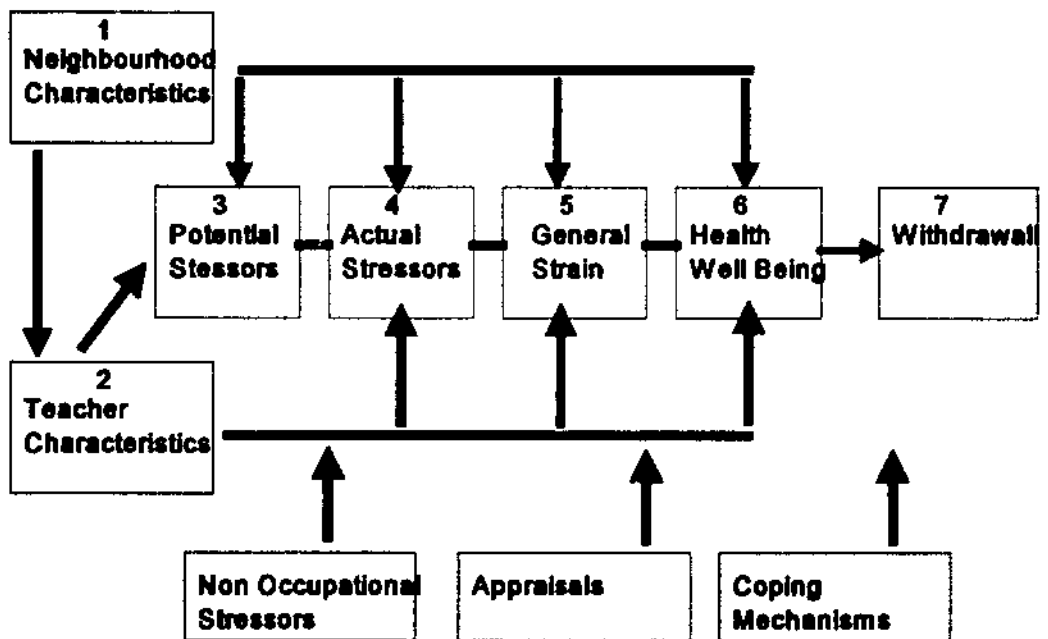 1
Neighbourhood
Characteristics
3
Potential
Stessors
4
Actual
Stressors
5
General
Strain
6
Health
Well Being
7
Withdrawall
2
Teacher
Characteristics
Non Occupational
Stressors
Appraisals
Coping
Mechanisms